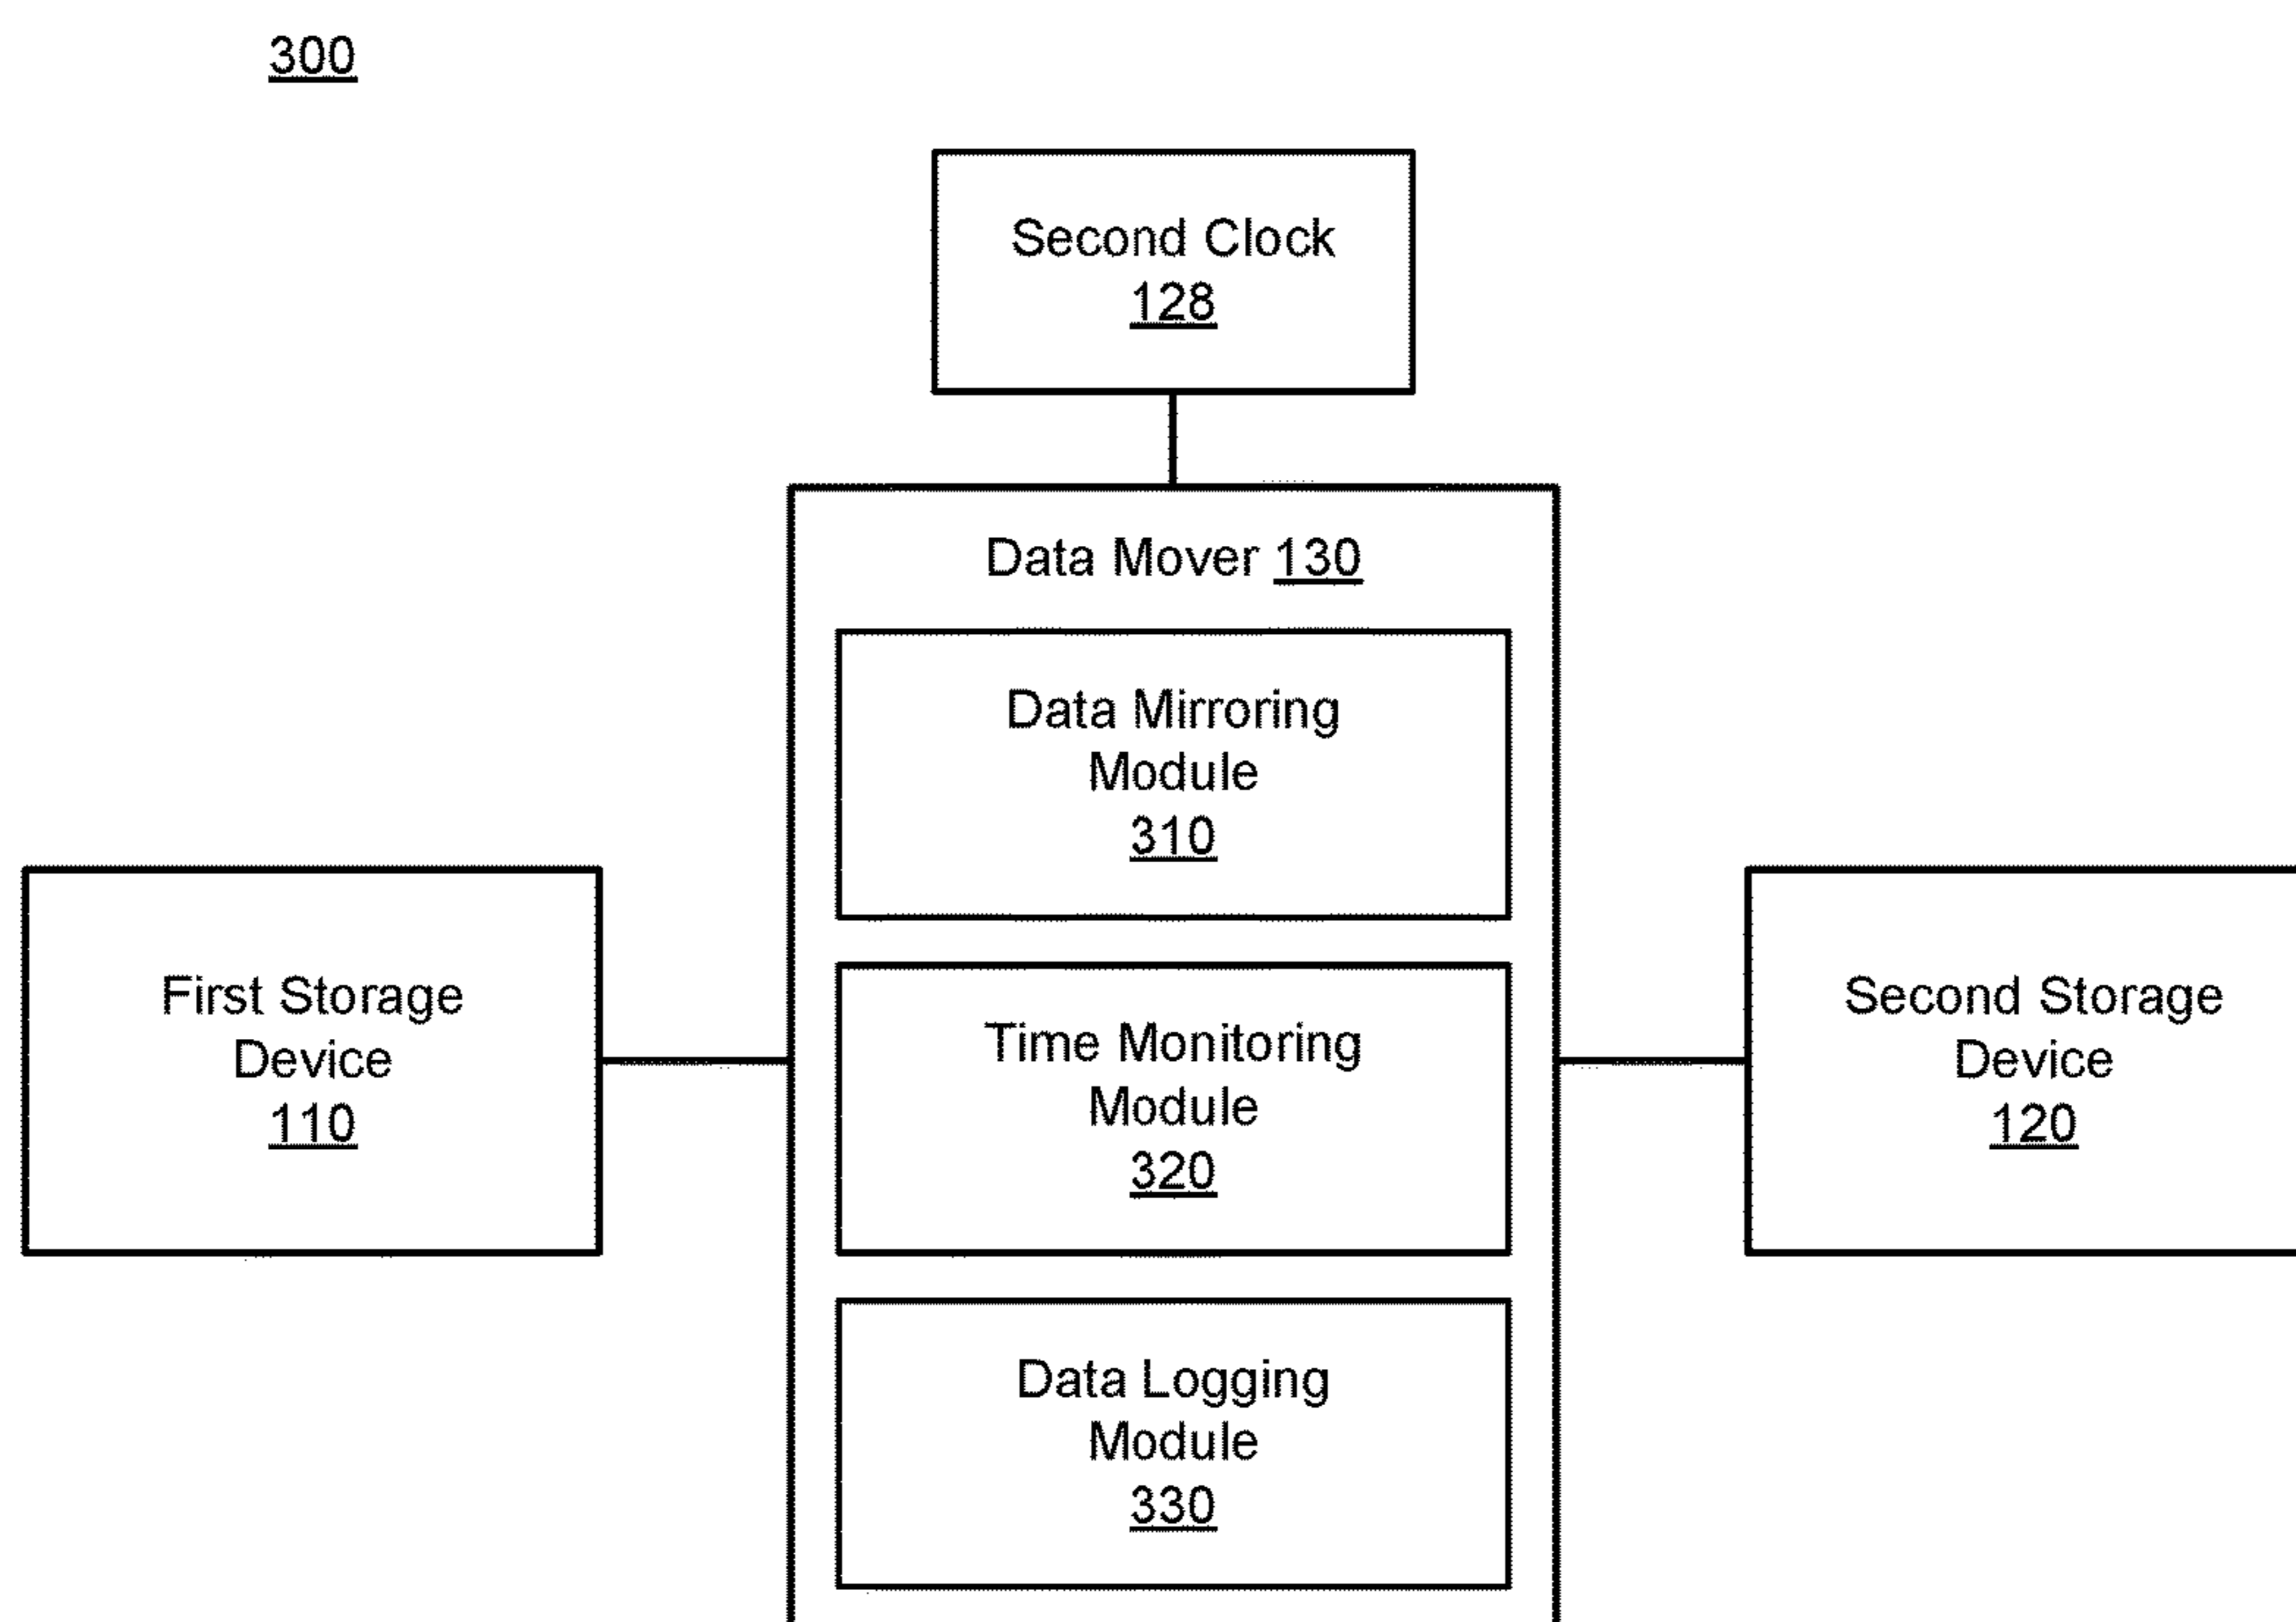 300
Second Clock
128
Data Mover 130
Data Mirroring
Module
310
First Storage
Device
110
Time Monitoring
Module
320
Second Storage
Device
120
Data Logging
Module
330